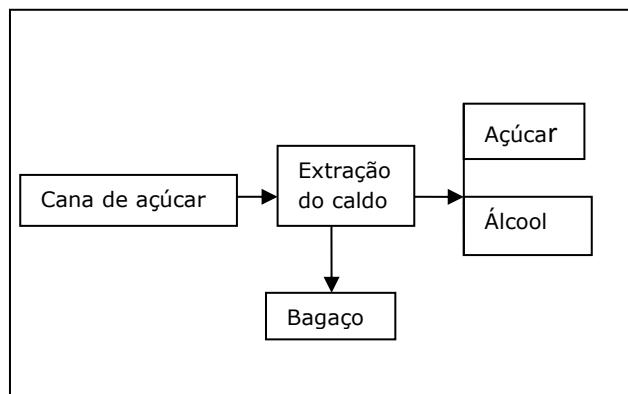 Cana de açúcar
Extração
do caldo
Açúcar
Álcool
Bagaço